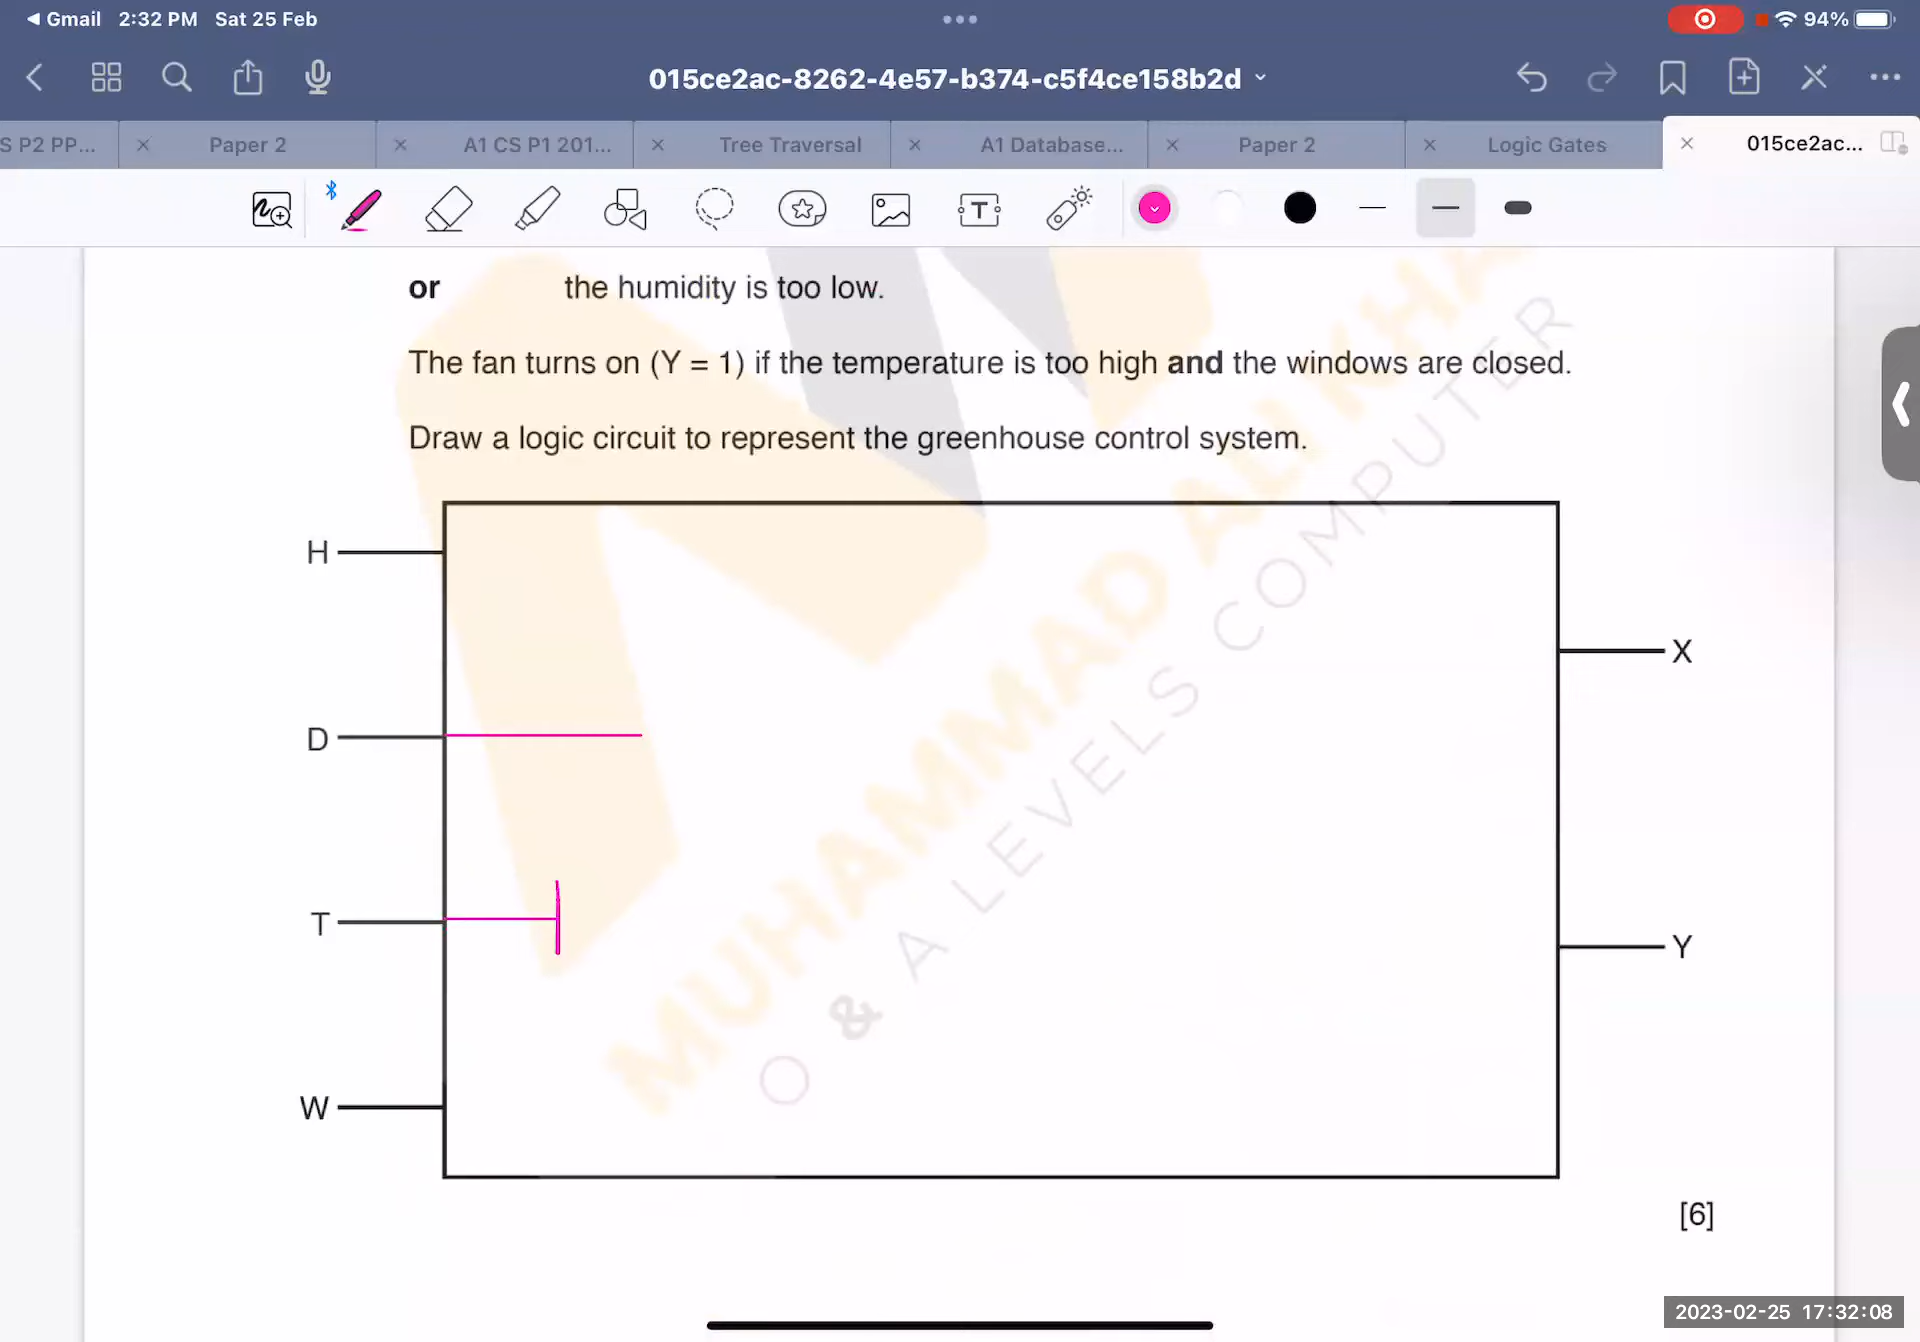 Gmail 2:32 PM Sat 25 Feb
94%
015ce2ac-8262-4e57-b374-c5f4ce158b2d
S P2 PP... Paper 2 A1 CS P1 201... Tree Traversal A1 Database... Paper 2 Logic Gates 015ce2ac...
or the humidity is too low.
The fan turns on (Y = 1) if the temperature is too high and the windows are closed.
Draw a logic circuit to represent the greenhouse control system.
H
X
D
T
Y
W
MUHAMMAD ALI KHA
O & A LEVELS COMPUTER
[6]
2023-02-25 17:32:08